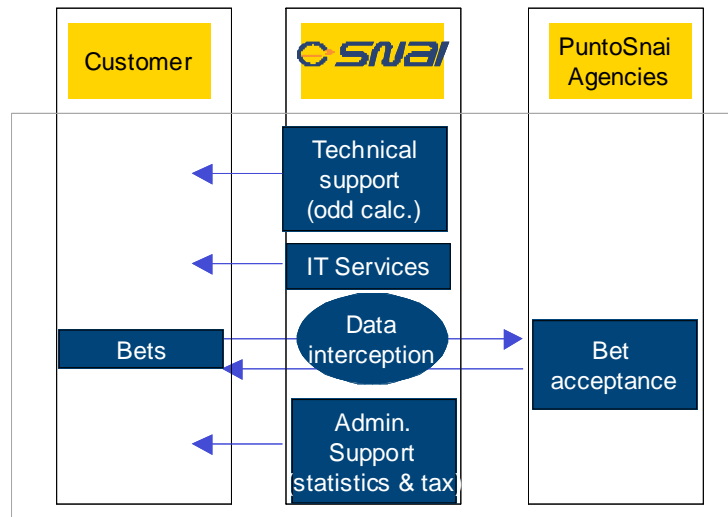 Customer
SNAI
PuntoSnai
Agencies
Technical
support
(odd calc.)
IT Services
Data
interception
Bets
Bet
acceptance
Admin.
Support
(statistics & tax)